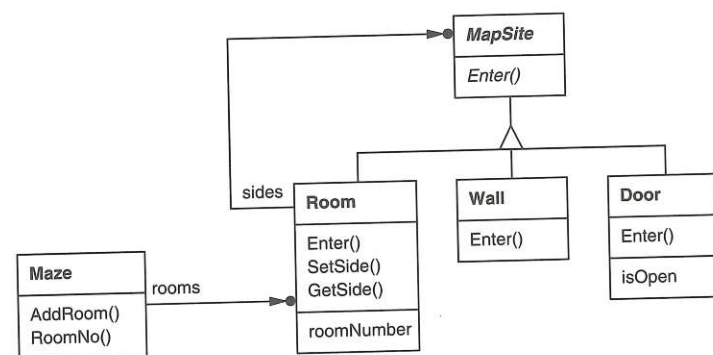 MapSite
Enter()
sides
Room
Enter()
SetSide()
GetSide()
roomNumber
Wall
Enter()
Door
Enter()
isOpen
Maze
AddRoom()
RoomNo()
rooms